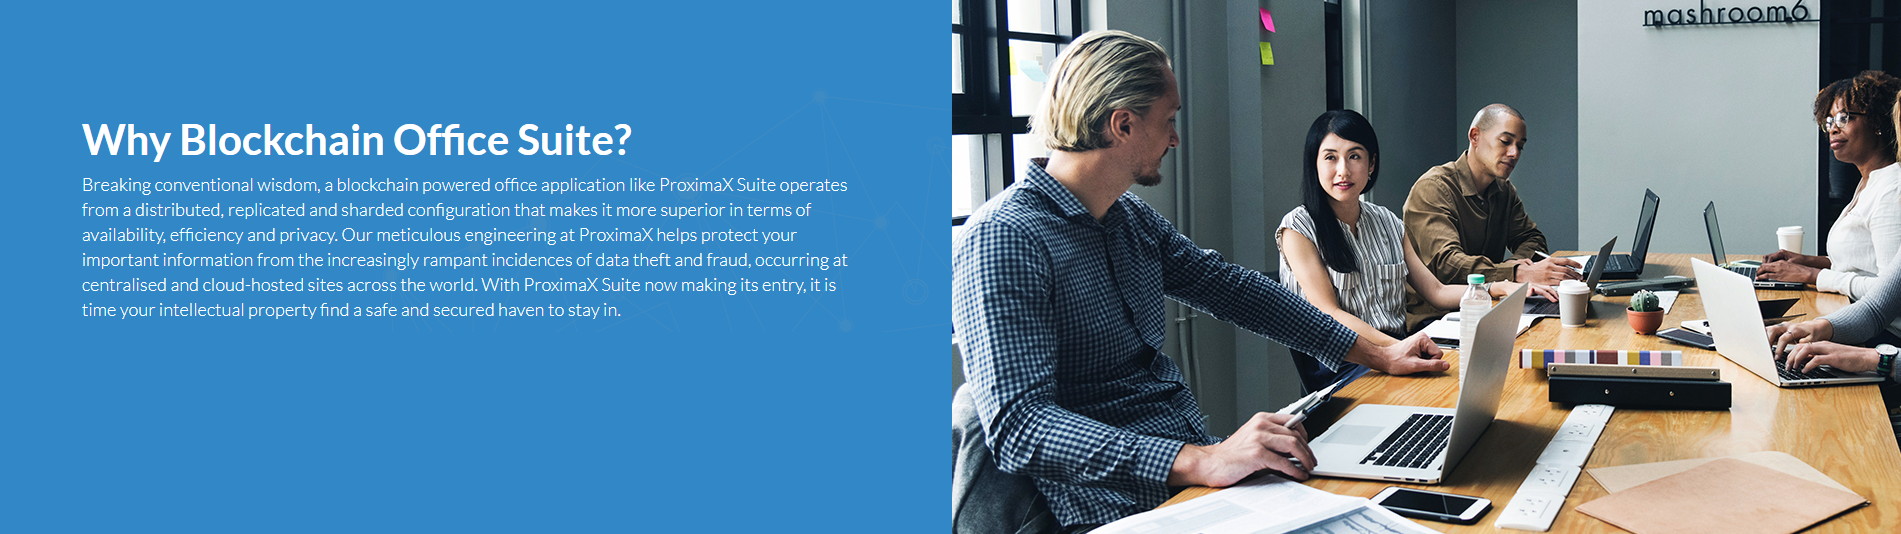 Why Blockchain Office Suite?
Breaking conventional wisdom, a blockchain powered office application like ProximaX Suite operates
from a distributed, replicated and sharded configuration that makes it more superior in terms of
availability, efficiency and privacy. Our meticulous engineering at ProximaX helps protect your
important information from the increasingly rampant incidences of data theft and fraud, occurring at
centralised and cloud-hosted sites across the world. With ProximaX Suite now making its entry, it is
time your intellectual property find a safe and secured haven to stay in.
mashroom6